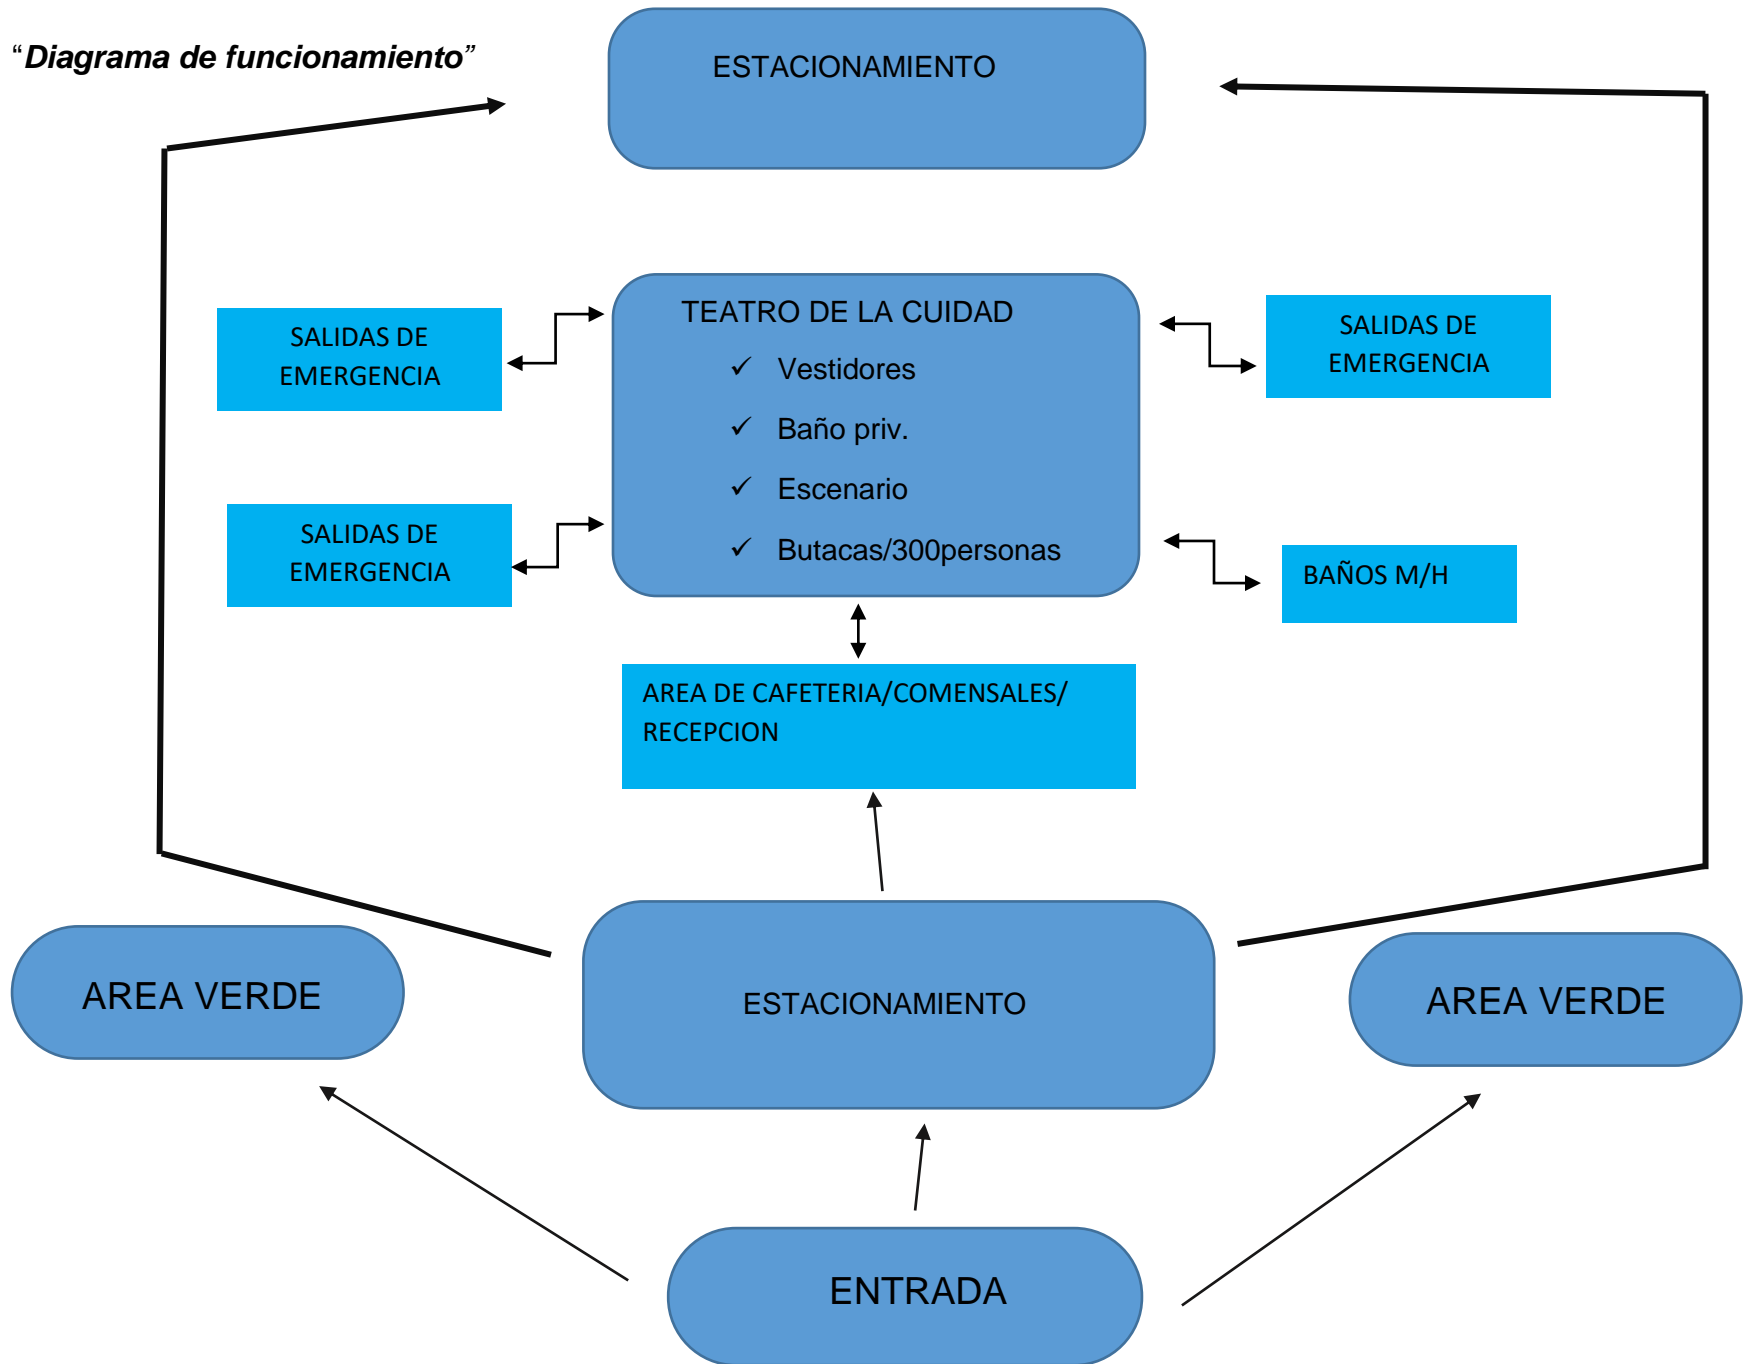 “Diagrama de funcionamiento”
ESTACIONAMIENTO
TEATRO DE LA CUIDAD
✓ Vestidores
✓ Baño priv.
✓ Escenario
✓ Butacas/300personas
SALIDAS DE
EMERGENCIA
SALIDAS DE
EMERGENCIA
SALIDAS DE
EMERGENCIA
BAÑOS M/H
AREA DE CAFETERIA/COMENSALES/
RECEPCION
AREA VERDE
ESTACIONAMIENTO
AREA VERDE
ENTRADA